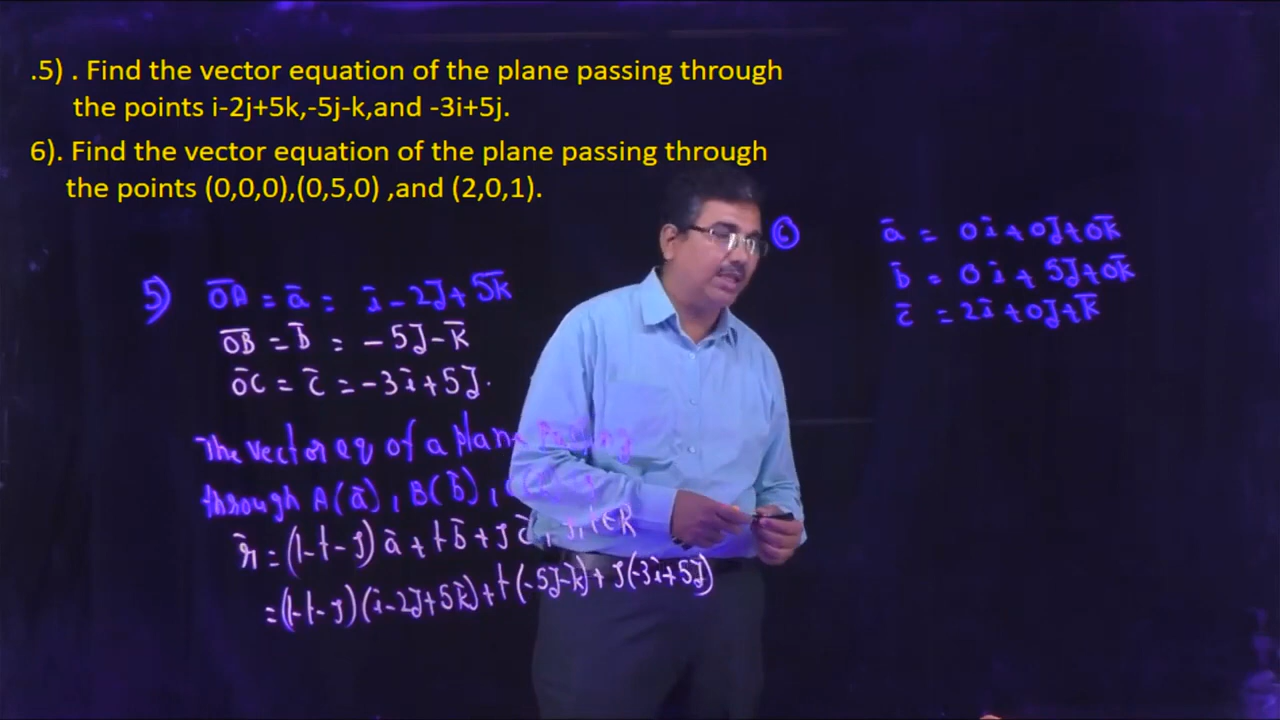 .5) . Find the vector equation of the plane passing through
the points i-2j+5k,-5j-k,and -3i+5j.
6). Find the vector equation of the plane passing through
the points (0,0,0),(0,5,0) ,and (2,0,1).
5) O̅A̅ = a̅ = i̅ - 2J̅ + 5k̅
O̅B̅ = b̅ = - 5J̅ - k̅
O̅C̅ = c̅ = -3i̅ + 5J̅.
The vector eq of a plane Passing
through A(a̅), B(b̅),
r̅ = (1-t-s) a̅ + t b̅ + s c̅, s, t ∈ R
= (1-t-s)(i̅-2J̅+5k̅) + t(-5J̅-k̅) + s(-3i̅+5J̅)
6 a̅ = 0i̅ + 0J̅ + 0k̅
b̅ = 0i̅ + 5J̅ + 0k̅
c̅ = 2i̅ + 0J̅ + k̅